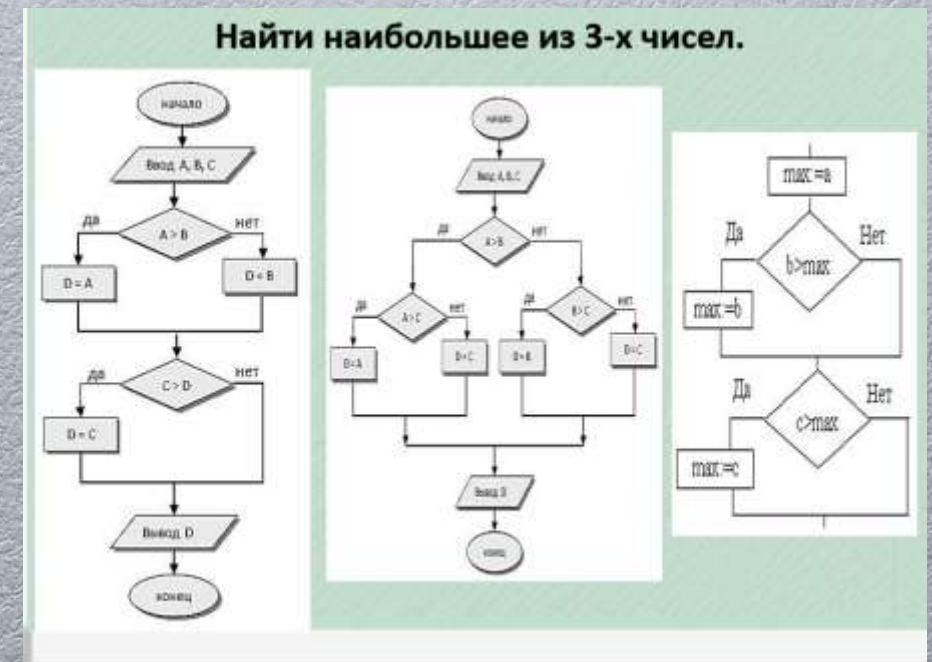 Найти наибольшее из 3-х чисел.
начало
Ввод A, B, C
да
нет
A > B
D = A
D = B
да
нет
C > D
D = C
Вывод D
конец
начало
Ввод A, B, C
да
нет
A>B
да
нет
да
нет
A>C
B>C
D=A
D=C
D=B
D=C
Вывод D
конец
max:=a
Да
Нет
b>max
max:=b
Да
Нет
c>max
max:=c